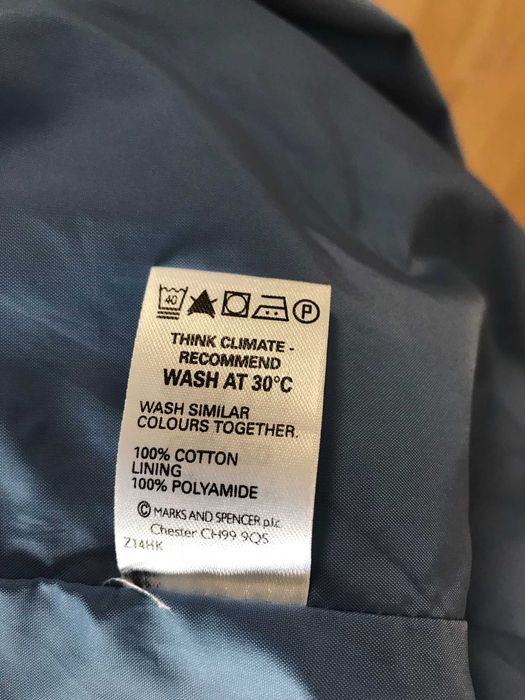 40 P
THINK CLIMATE -
RECOMMEND
WASH AT 30°C
WASH SIMILAR
COLOURS TOGETHER.
100% COTTON
LINING
100% POLYAMIDE
© MARKS AND SPENCER p.l.c.
Chester CH99 9QS
Z14HK